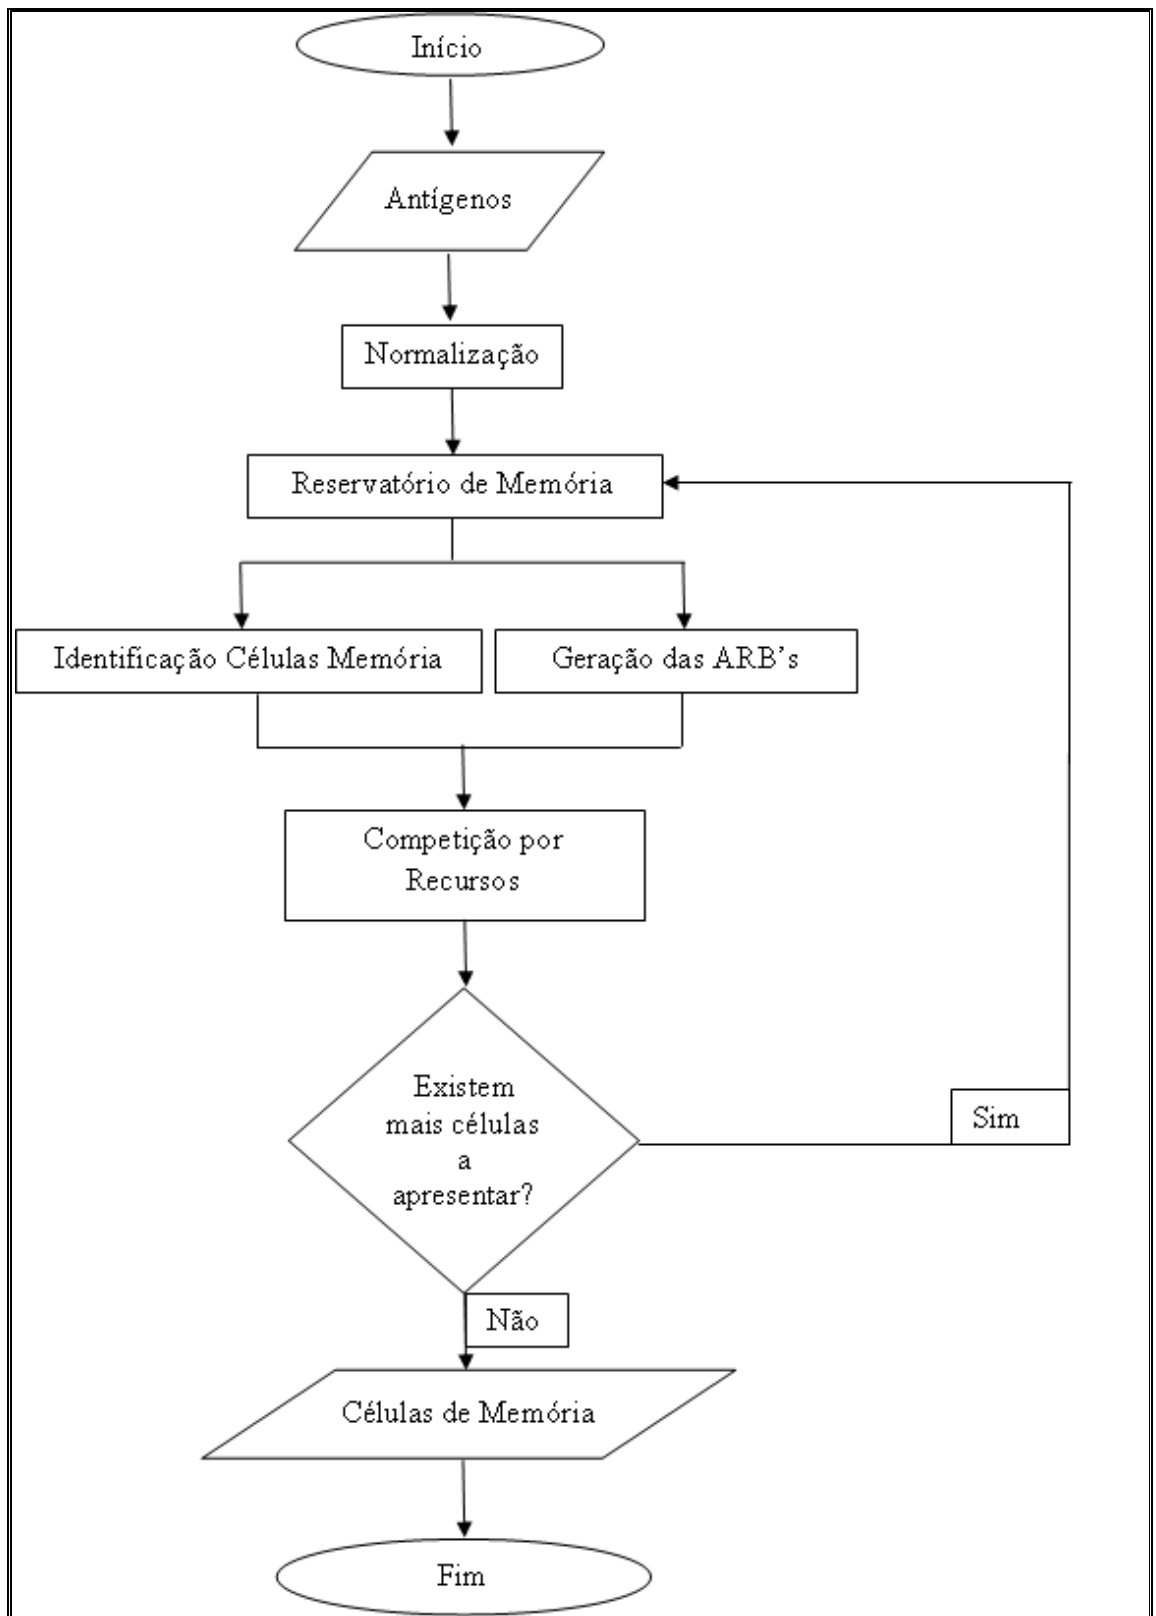 Início
Antígenos
Normalização
Reservatório de Memória
Identificação Células Memória
Geração das ARB's
Competição por
Recursos
Existem
mais células
a
apresentar?
Sim
Não
Células de Memória
Fim